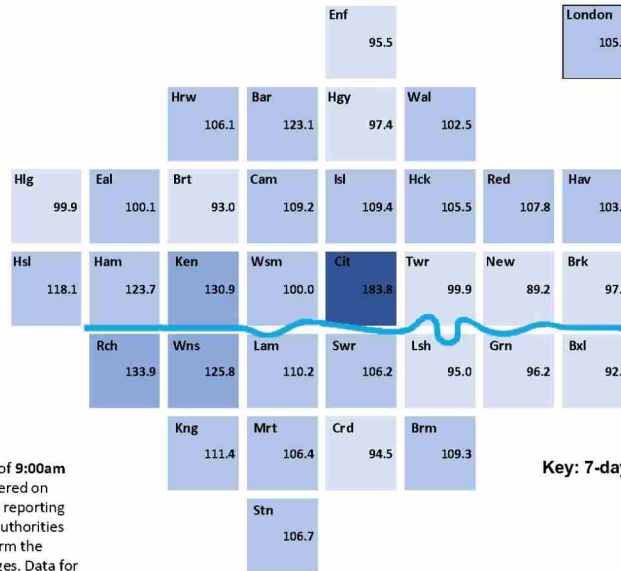 Enf
95.5
London
105.
Hrw
106.1
Bar
123.1
Hgy
97.4
Wal
102.5
Hlg
99.9
Eal
100.1
Brt
93.0
Cam
109.2
Isl
109.4
Hck
105.5
Red
107.8
Hav
103.
Hsl
118.1
Ham
123.7
Ken
130.9
Wsm
100.0
Cit
183.8
Twr
99.9
New
89.2
Brk
97.
Rch
133.9
Wns
125.8
Lam
110.2
Swr
106.2
Lsh
95.0
Grn
96.2
Bxl
92.
Kng
111.4
Mrt
106.4
Crd
94.5
Brm
109.3
Stn
106.7
of 9:00am
ered on
reporting
uthorities
rm the
ges. Data for
Key: 7-day